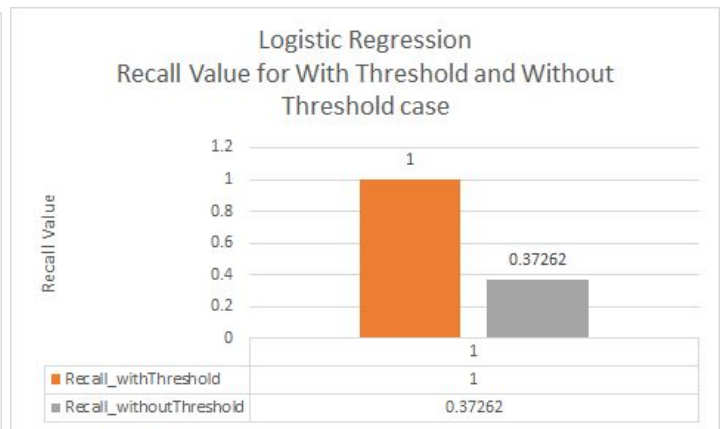 Logistic Regression
Recall Value for With Threshold and Without
Threshold case
Recall Value
1.2
1
0.8
0.6
0.4
0.2
0
1
0.37262
1
Recall_withThreshold 1
Recall_withoutThreshold 0.37262